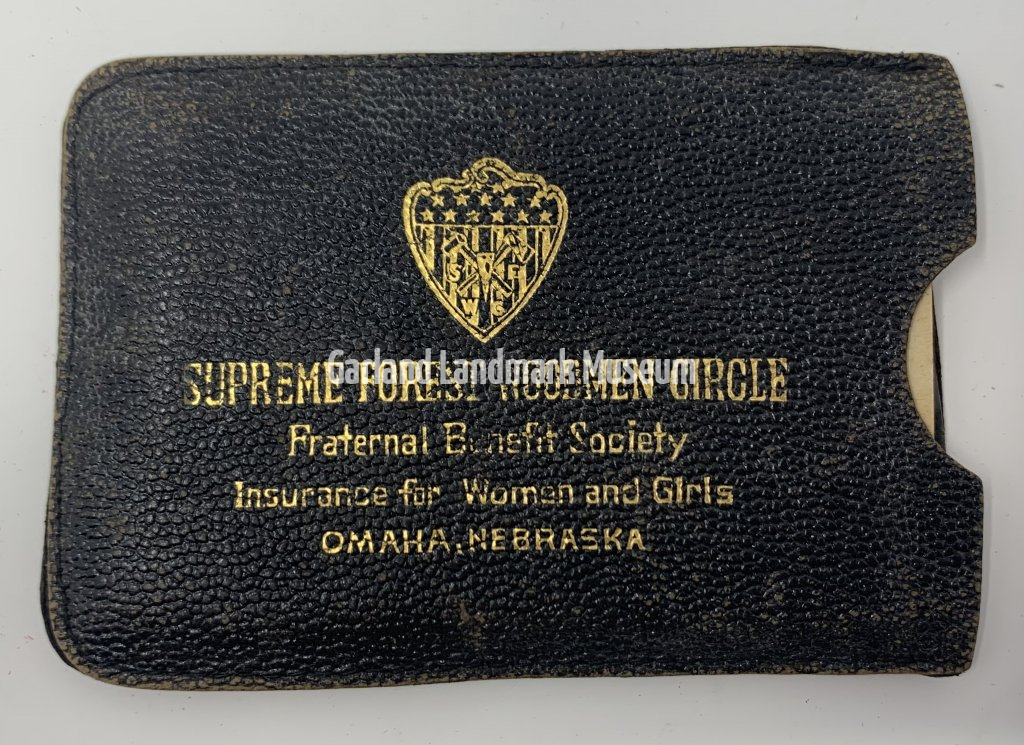 S F
W C
SUPREME FOREST WOODMEN CIRCLE
Garland Landmark Museum
Fraternal Benefit Society
Insurance for Women and Girls
OMAHA, NEBRASKA